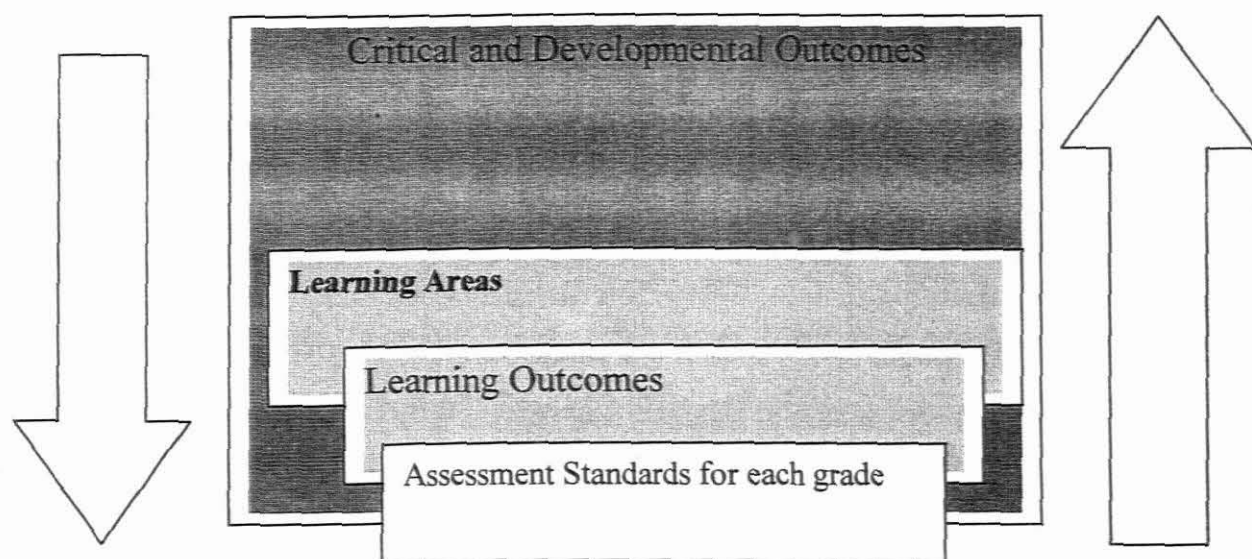 Critical and Developmental Outcomes
Learning Areas
Learning Outcomes
Assessment Standards for each grade